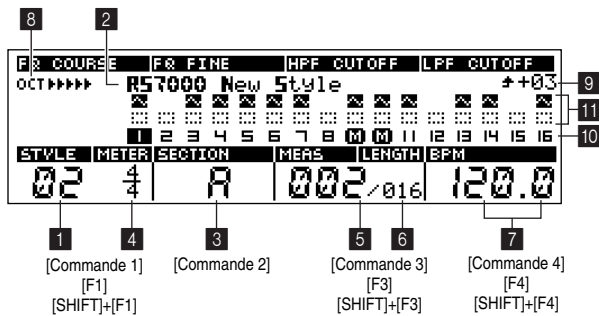 8 2
FQ COURSE FQ FINE HPF CUTOFF LPF CUTOFF
OCT RS7000 New Style +03 9
11
1 2 3 4 5 6 7 8 M M 11 12 13 14 15 16 10
STYLE METER SECTION MEAS LENGTH BPM
02 4/4 A 002/016 120.0
1 4 3 5 6 7
[Commande 1] [Commande 2] [Commande 3] [Commande 4]
[F1] [F3] [F4]
[SHIFT]+[F1] [SHIFT]+[F3] [SHIFT]+[F4]